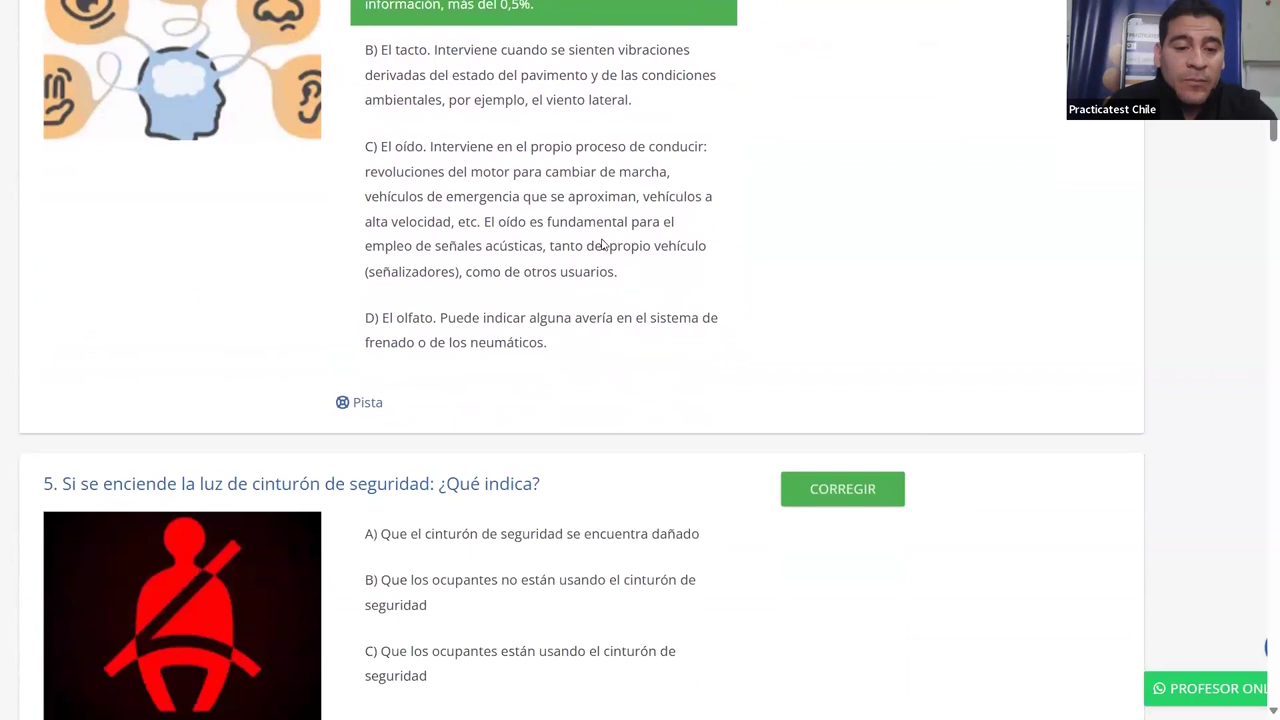 información, más del 0,5%.
B) El tacto. Interviene cuando se sienten vibraciones
derivadas del estado del pavimento y de las condiciones
ambientales, por ejemplo, el viento lateral.
C) El oído. Interviene en el propio proceso de conducir:
revoluciones del motor para cambiar de marcha,
vehículos de emergencia que se aproximan, vehículos a
alta velocidad, etc. El oído es fundamental para el
empleo de señales acústicas, tanto del propio vehículo
(señalizadores), como de otros usuarios.
D) El olfato. Puede indicar alguna avería en el sistema de
frenado o de los neumáticos.
Pista
5. Si se enciende la luz de cinturón de seguridad: ¿Qué indica?
CORREGIR
A) Que el cinturón de seguridad se encuentra dañado
B) Que los ocupantes no están usando el cinturón de
seguridad
C) Que los ocupantes están usando el cinturón de
seguridad
PROFESOR ONL
Practicatest Chile